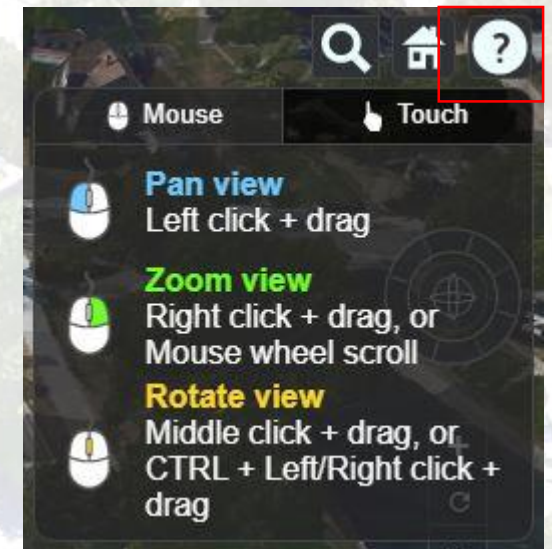 ?
Mouse
Touch
Pan view
Left click + drag
Zoom view
Right click + drag, or
Mouse wheel scroll
Rotate view
Middle click + drag, or
CTRL + Left/Right click +
drag